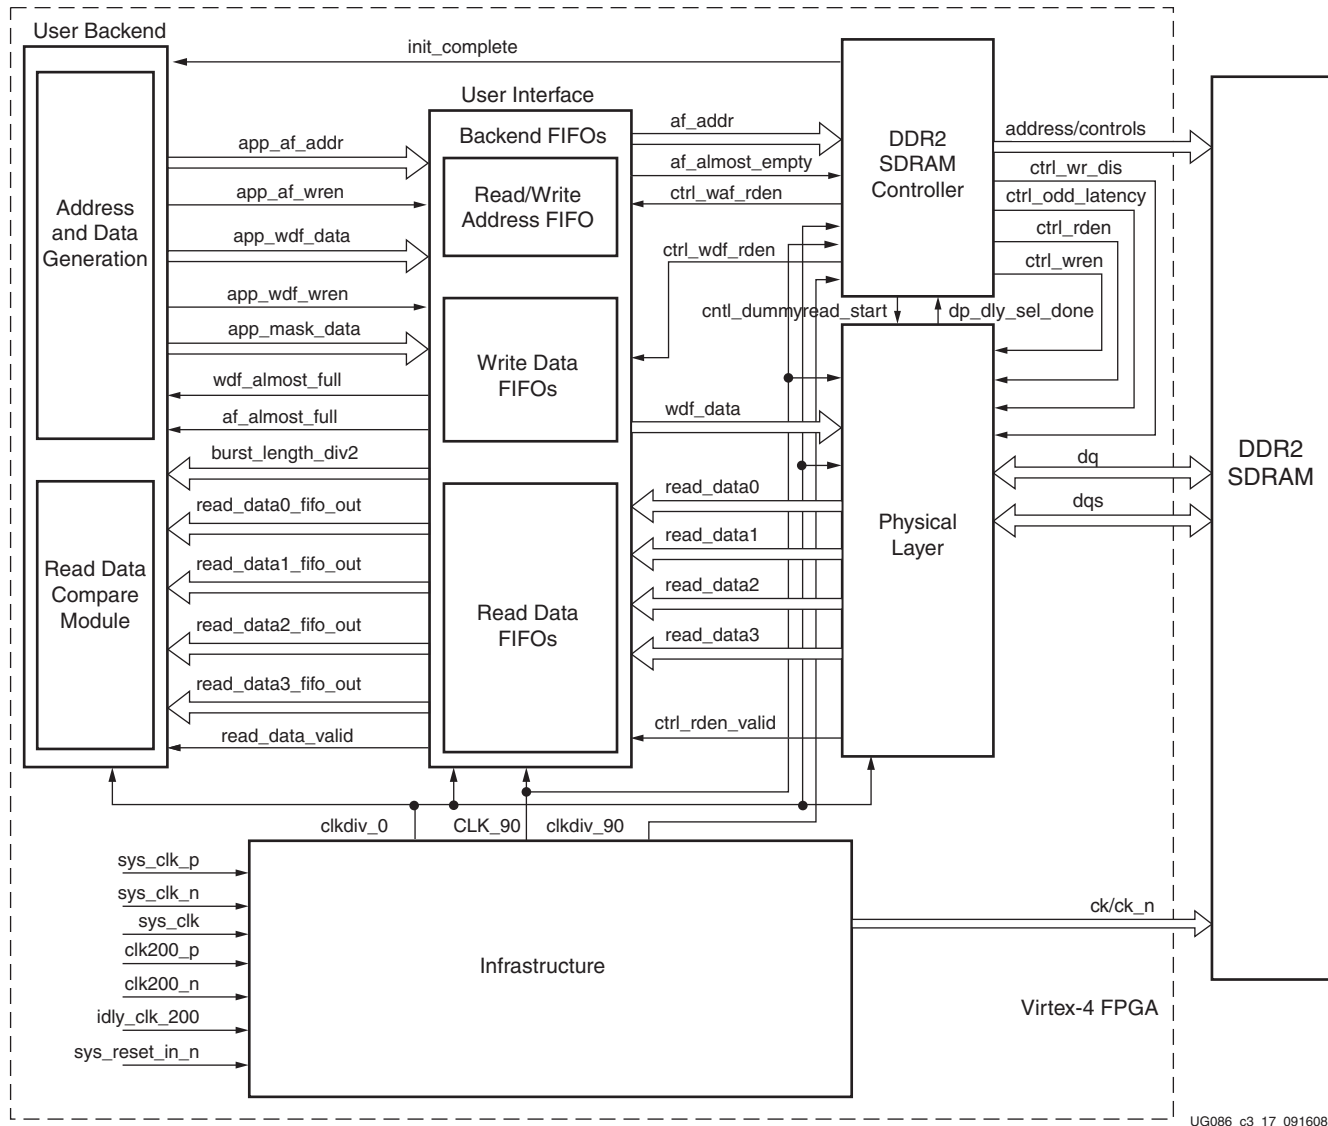 User Backend
init_complete
User Interface
Backend FIFOs
af_addr
DDR2
SDRAM
Controller
address/controls
app_af_addr
af_almost_empty
ctrl_wr_dis
Address
and Data
Generation
app_af_wren
Read/Write
Address FIFO
ctrl_waf_rden
ctrl_odd_latency
app_wdf_data
ctrl_wdf_rden
ctrl_rden
ctrl_wren
app_wdf_wren
cntl_dummyread_start
dp_dly_sel_done
app_mask_data
Write Data
FIFOs
wdf_almost_full
af_almost_full
wdf_data
burst_length_div2
dq
DDR2
SDRAM
read_data0_fifo_out
read_data0
dqs
Physical
Layer
read_data1_fifo_out
read_data1
Read Data
Compare
Module
read_data2
Read Data
FIFOs
read_data2_fifo_out
read_data3
read_data3_fifo_out
read_data_valid
ctrl_rden_valid
clkdiv_0
CLK_90
clkdiv_90
sys_clk_p
sys_clk_n
sys_clk
clk200_p
clk200_n
idly_clk_200
sys_reset_in_n
Infrastructure
ck/ck_n
Virtex-4 FPGA
UG086_c3_17_091608